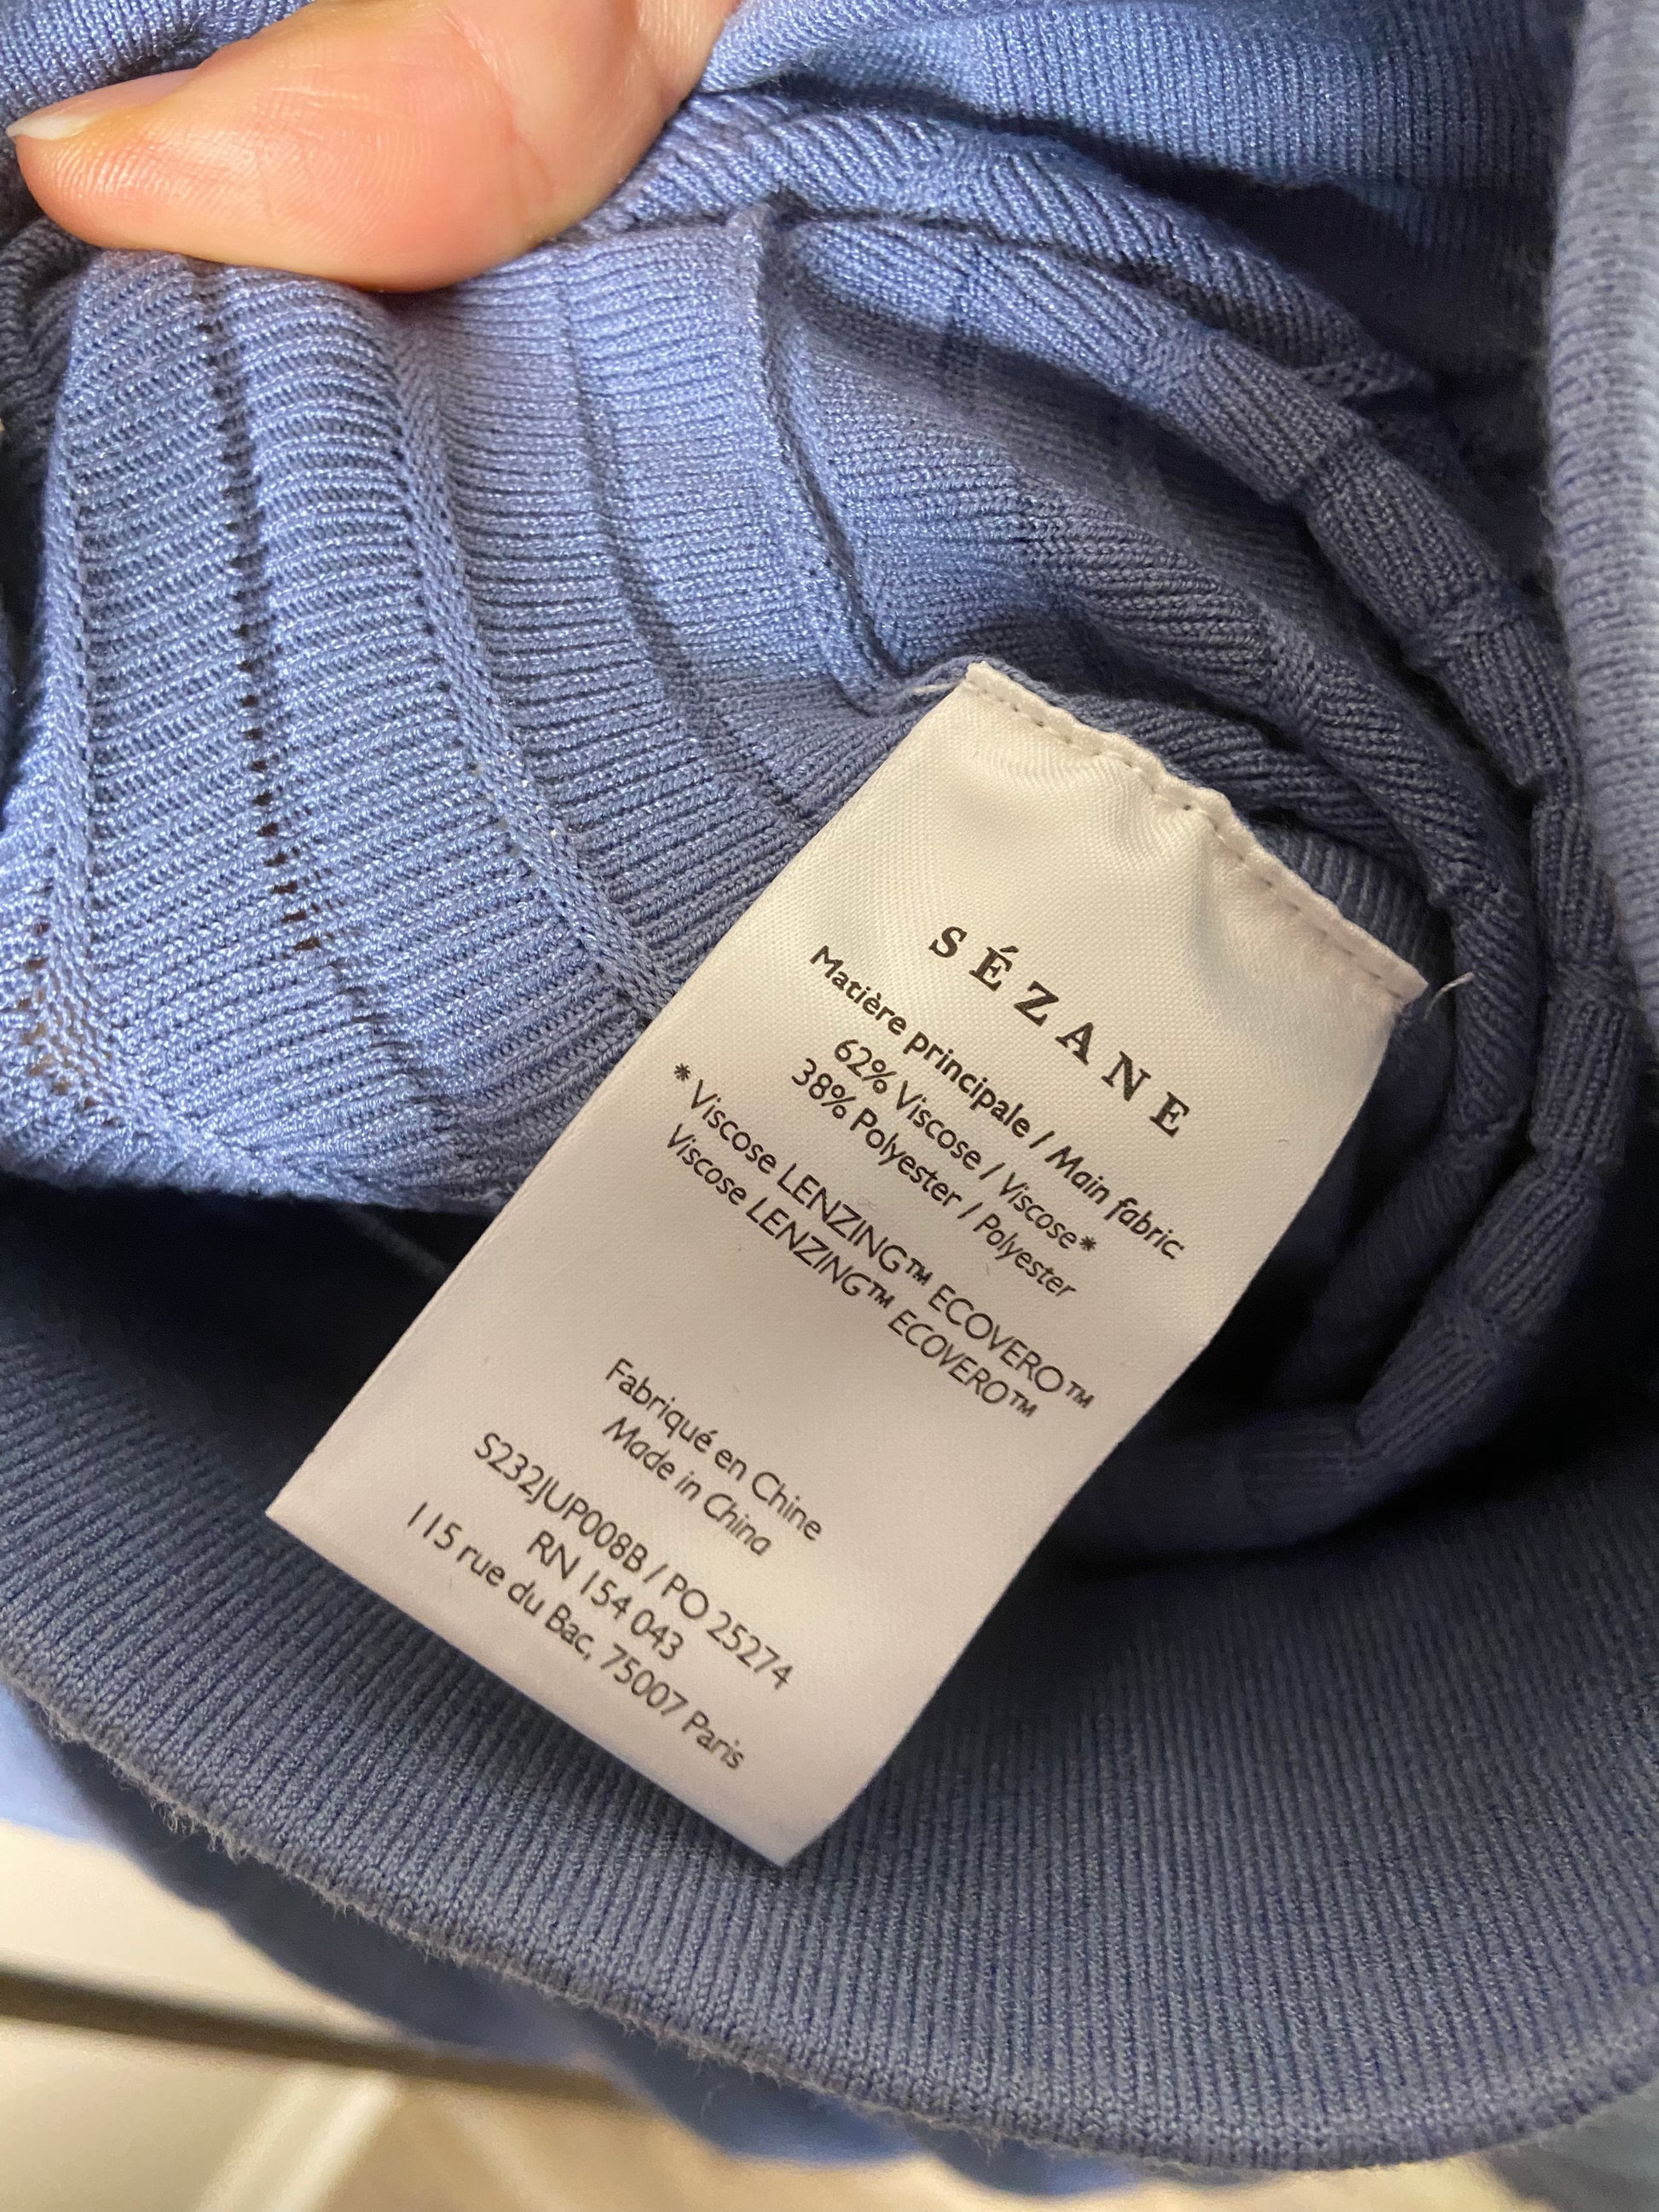 SÉZANE
Matière principale / Main fabric
62% Viscose / Viscose*
38% Polyester / Polyester
*Viscose LENZING™ ECOVERO™
Viscose LENZING™ ECOVERO™
Fabriqué en Chine
Made in China
S232JUP008B / PO 25274
RN 154 043
115 rue du Bac, 75007 Paris